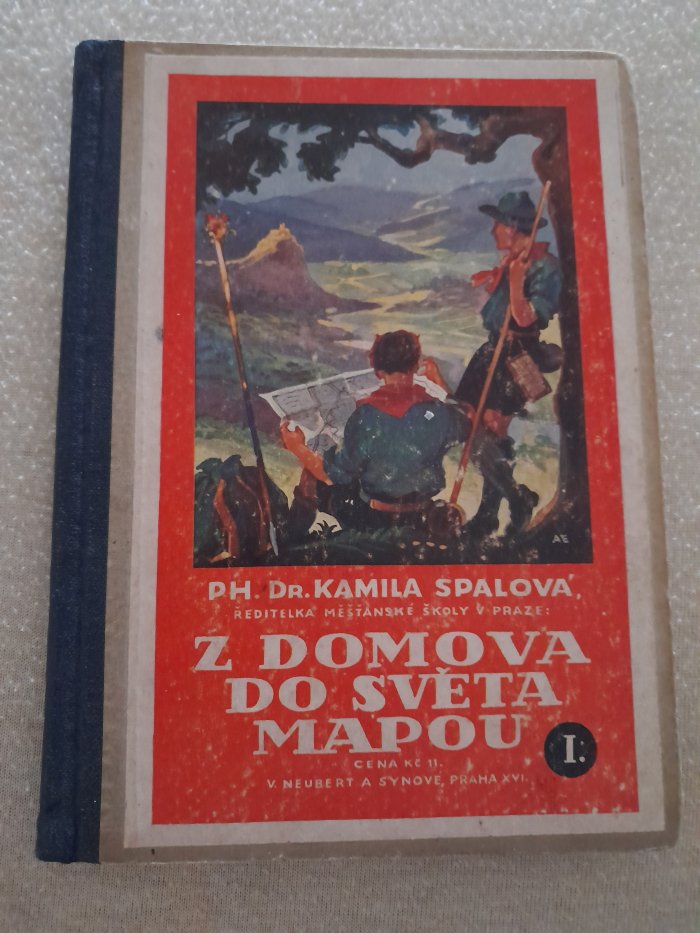 AE
PH. DR. KAMILA SPALOVÁ,
ŘEDITELKA MĚŠŤANSKÉ ŠKOLY V PRAZE:
Z DOMOVA
DO SVĚTA
MAPOU
I.
CENA KČ 11.
V. NEUBERT A SYNOVÉ, PRAHA XVI.